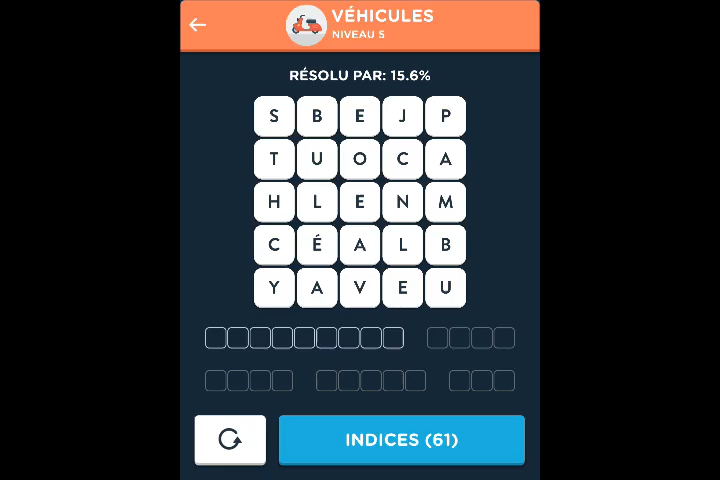 VÉHICULES
NIVEAU 5
RÉSOLU PAR: 15.6%
S B E J P
T U O C A
H L E N M
C É A L B
Y A V E U
INDICES (61)